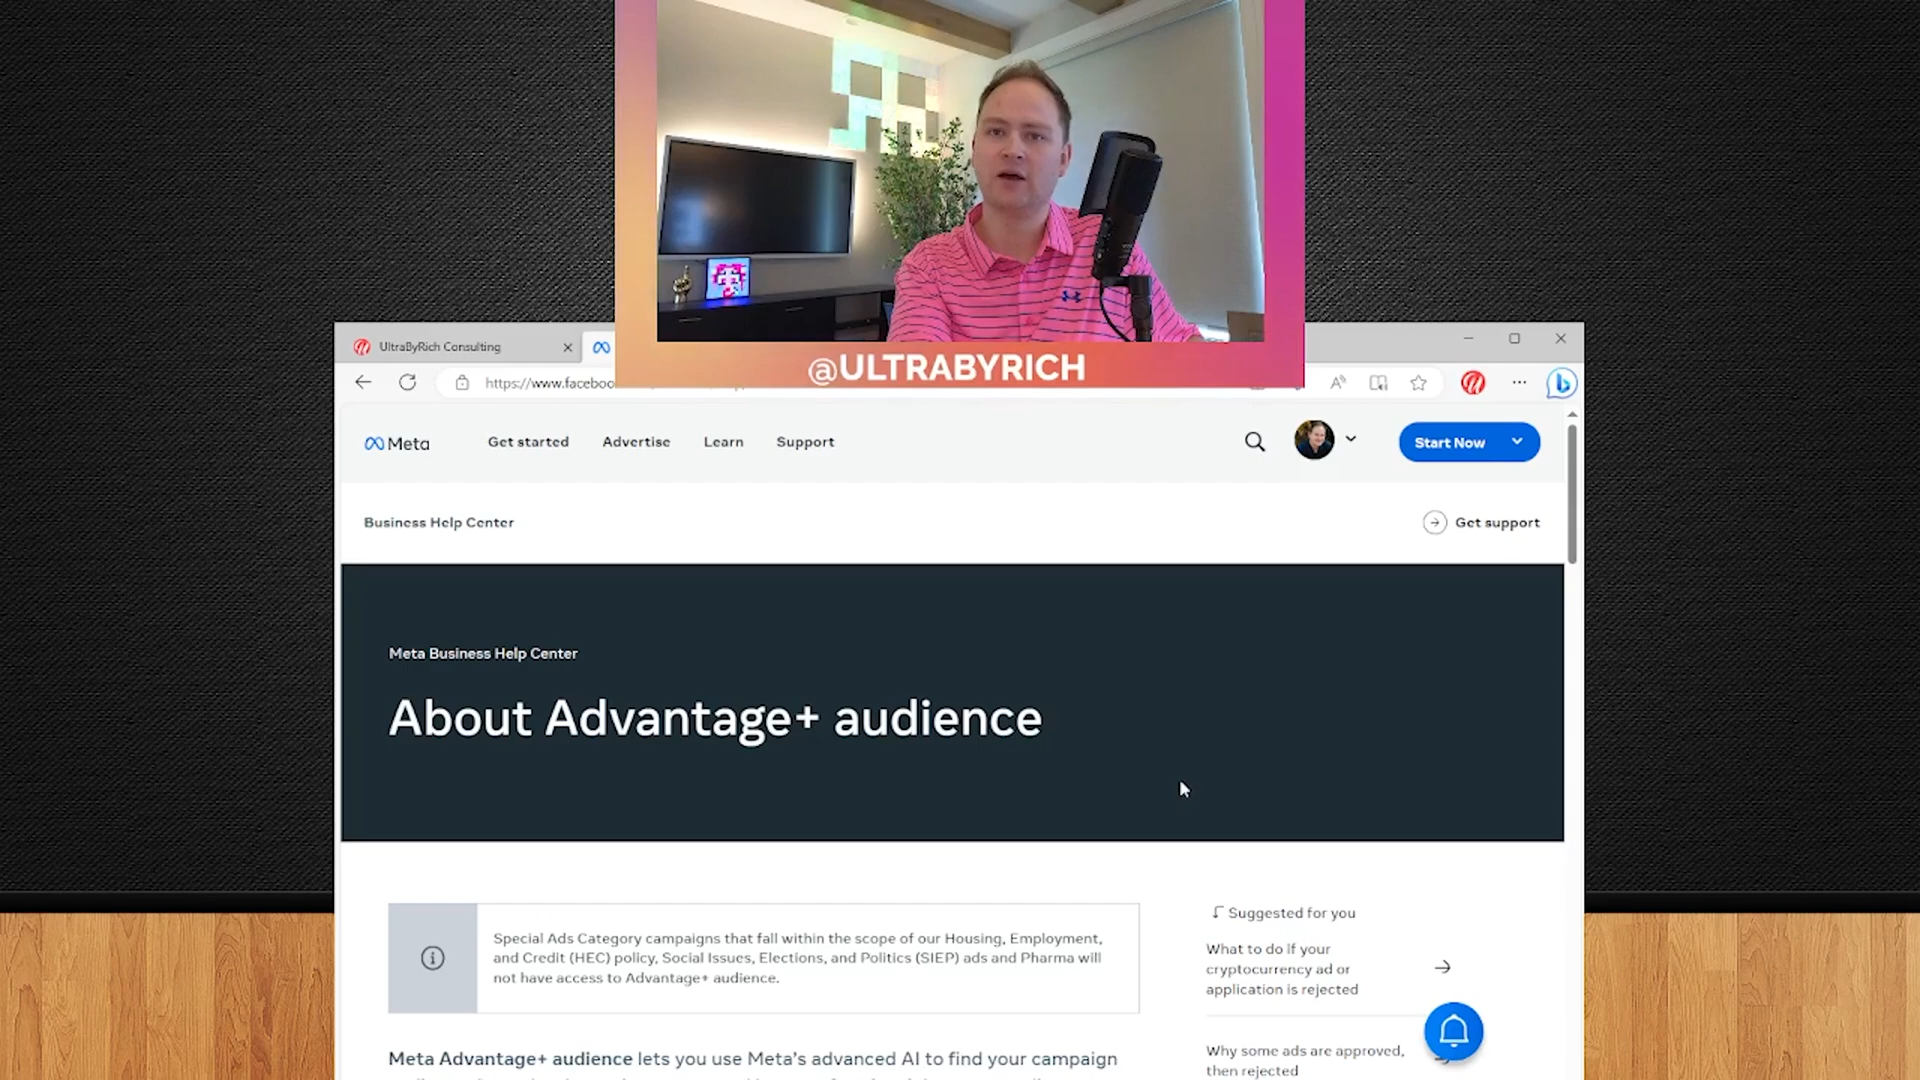 @ULTRABYRICH
UltraByRich Consulting
https://www.faceboo
Meta
Get started
Advertise
Learn
Support
Start Now
Business Help Center
Get support
Meta Business Help Center
About Advantage+ audience
Special Ads Category campaigns that fall within the scope of our Housing, Employment,
and Credit (HEC) policy, Social Issues, Elections, and Politics (SIEP) ads and Pharma will
not have access to Advantage+ audience.
Meta Advantage+ audience lets you use Meta's advanced AI to find your campaign
Suggested for you
What to do if your
cryptocurrency ad or
application is rejected
Why some ads are approved,
then rejected